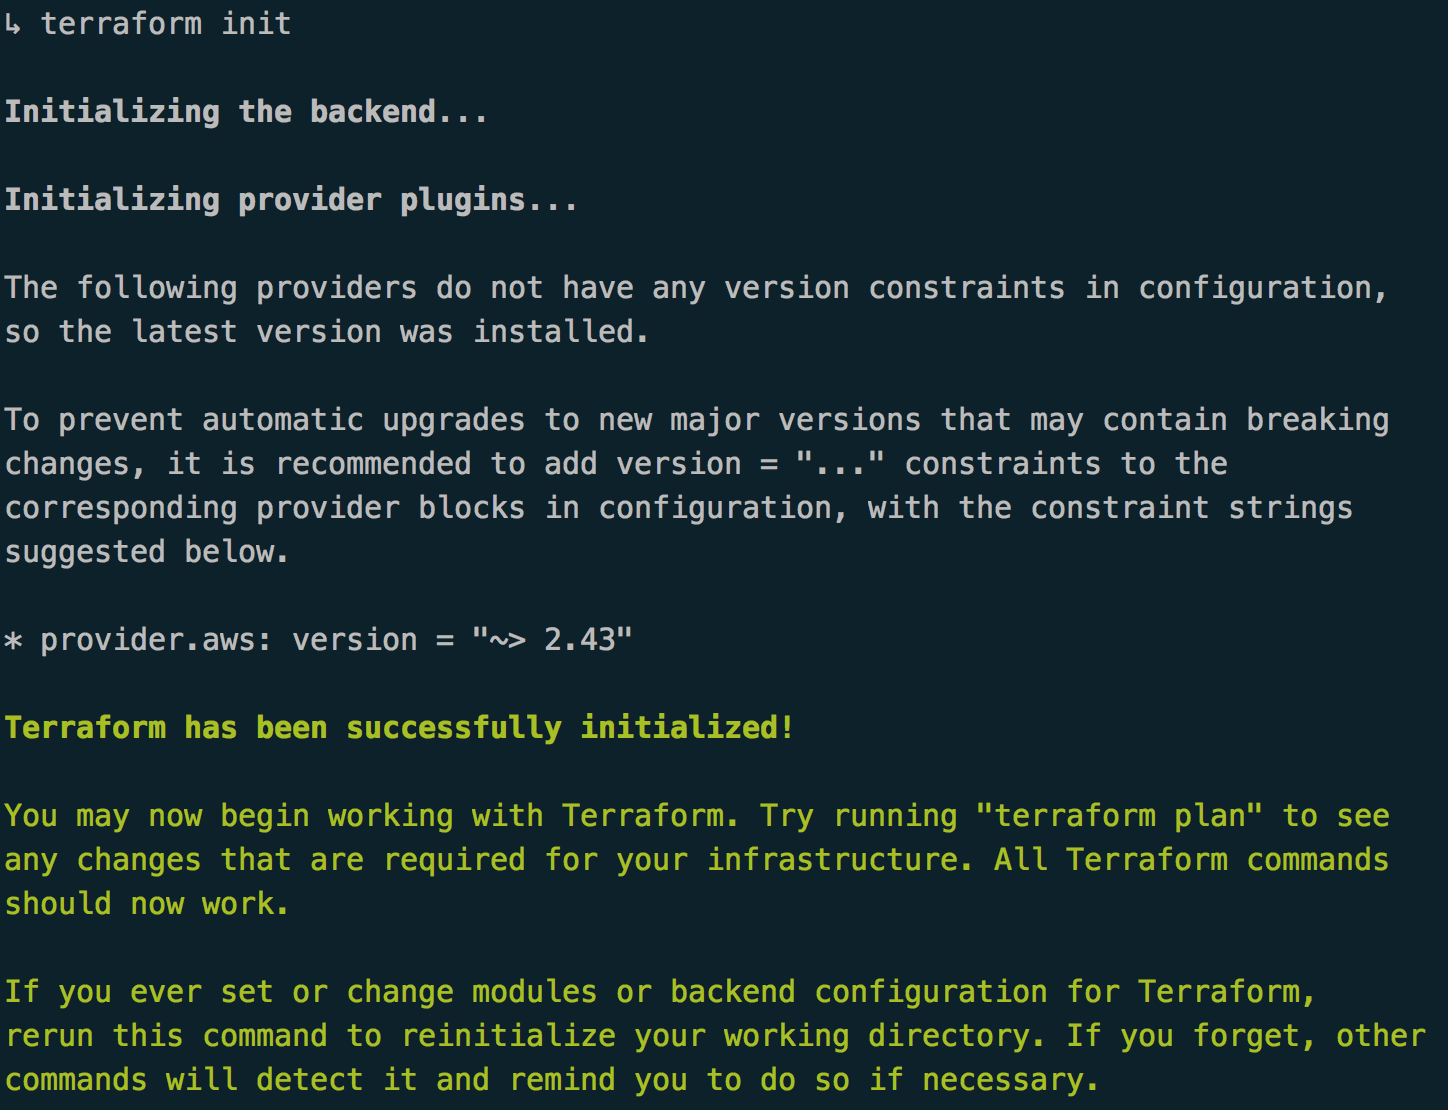 ↳ terraform init
Initializing the backend...
Initializing provider plugins...
The following providers do not have any version constraints in configuration,
so the latest version was installed.
To prevent automatic upgrades to new major versions that may contain breaking
changes, it is recommended to add version = "..." constraints to the
corresponding provider blocks in configuration, with the constraint strings
suggested below.
* provider.aws: version = "~> 2.43"
Terraform has been successfully initialized!
You may now begin working with Terraform. Try running "terraform plan" to see
any changes that are required for your infrastructure. All Terraform commands
should now work.
If you ever set or change modules or backend configuration for Terraform,
rerun this command to reinitialize your working directory. If you forget, other
commands will detect it and remind you to do so if necessary.